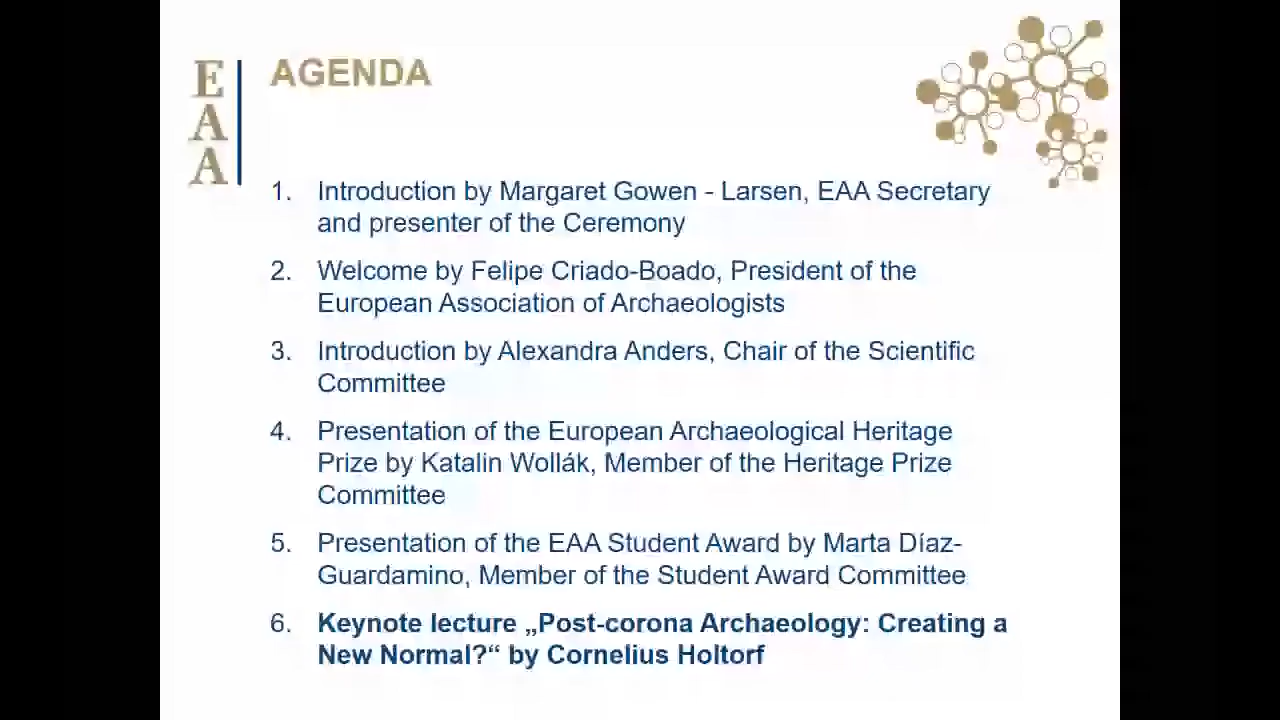 E
A
A
AGENDA
1. Introduction by Margaret Gowen - Larsen, EAA Secretary
and presenter of the Ceremony
2. Welcome by Felipe Criado-Boado, President of the
European Association of Archaeologists
3. Introduction by Alexandra Anders, Chair of the Scientific
Committee
4. Presentation of the European Archaeological Heritage
Prize by Katalin Wollák, Member of the Heritage Prize
Committee
5. Presentation of the EAA Student Award by Marta Díaz-
Guardamino, Member of the Student Award Committee
6. Keynote lecture „Post-corona Archaeology: Creating a
New Normal?“ by Cornelius Holtorf